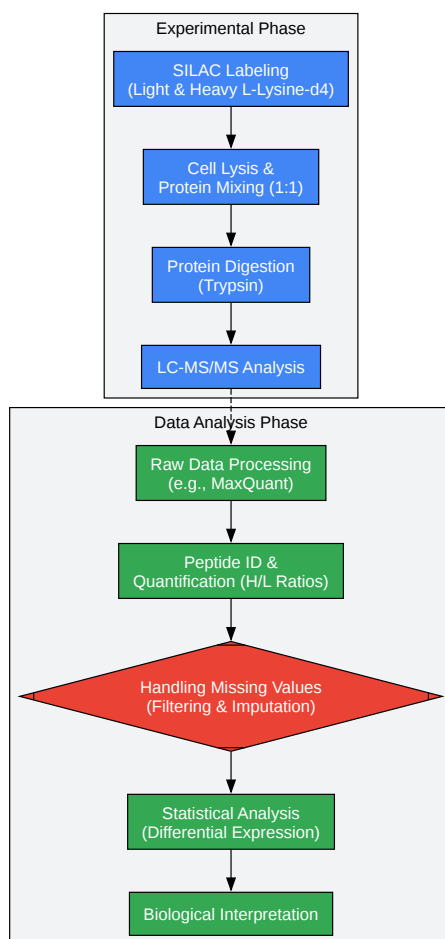 Experimental Phase
SILAC Labeling
(Light & Heavy L-Lysine-d4)
Cell Lysis &
Protein Mixing (1:1)
Protein Digestion
(Trypsin)
LC-MS/MS Analysis
Data Analysis Phase
Raw Data Processing
(e.g., MaxQuant)
Peptide ID &
Quantification (H/L Ratios)
Handling Missing Values
(Filtering & Imputation)
Statistical Analysis
(Differential Expression)
Biological Interpretation